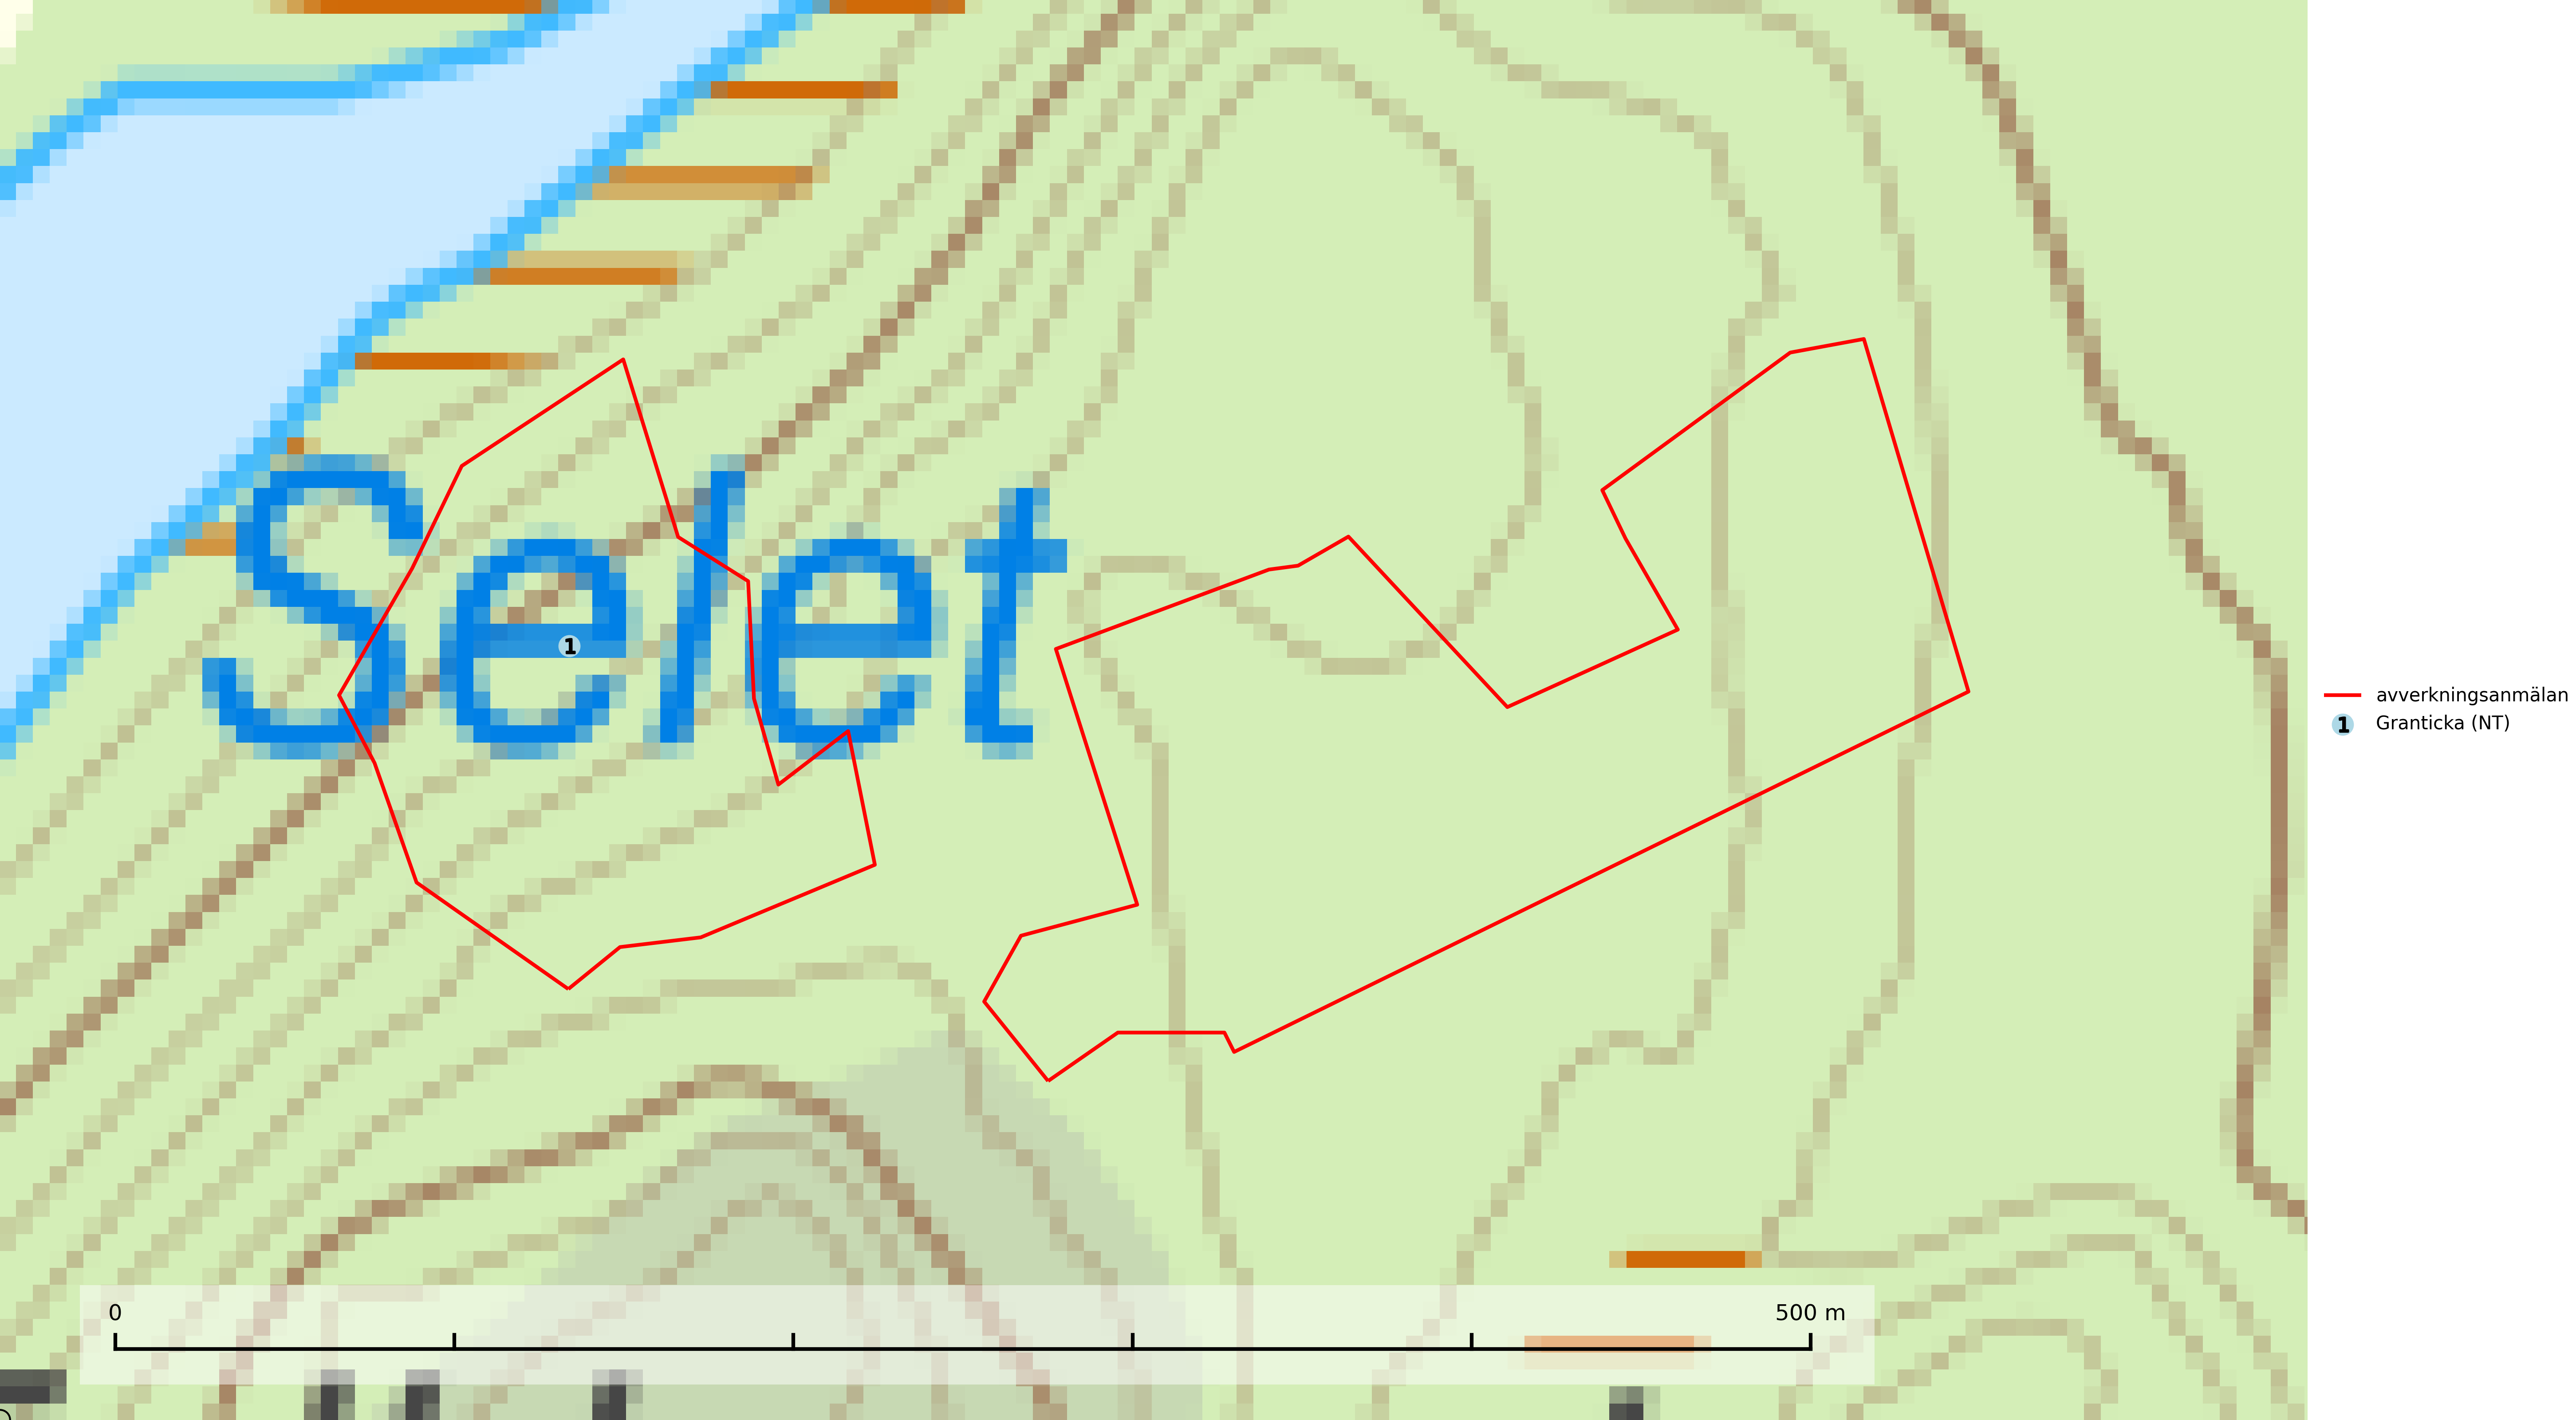 Selet
1
avverkningsanmälan
1 Granticka (NT)
0 500 m